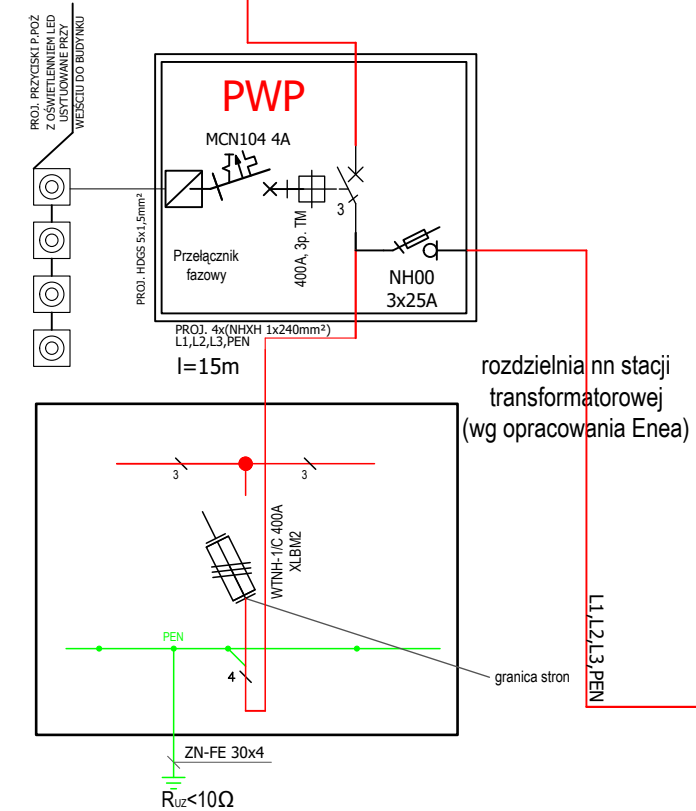 PROJ. PRZYCISKI P.POŻ
Z OŚWIETLENNIEM LED
USYTUOWANE PRZY
WEJŚCIU DO BUDYNKU
PWP
MCN104 4A
PROJ. HDGS 5x1,5mm²
Przełącznik
fazowy
400A, 3p. TM
3
NH00
3x25A
PROJ. 4x(NHXH 1x240mm²)
L1,L2,L3,PEN
l=15m
rozdzielnia nn stacji
transformatorowej
(wg opracowania Enea)
3
3
WTNH-1/C 400A
XLBM2
L1,L2,L3,PEN
PEN
4
granica stron
ZN-FE 30x4
RUZ<10Ω